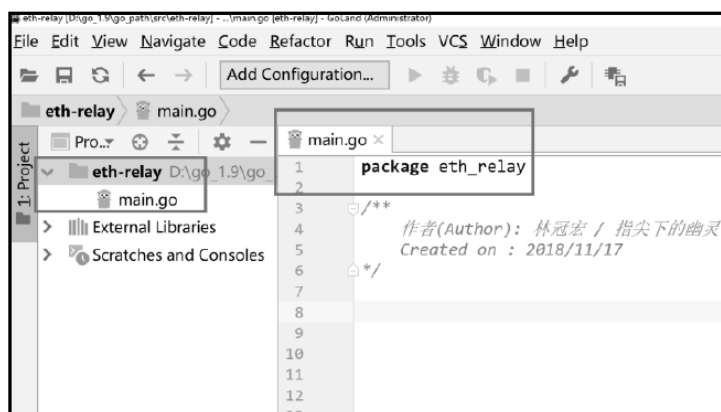 eth-relay [D:\go_1.9\go_path\src\eth-relay] - ...\main.go [eth-relay] - GoLand (Administrator)
File Edit View Navigate Code Refactor Run Tools VCS Window Help
Add Configuration...
eth-relay main.go
1: Project
Pro..
main.go
eth-relay D:\go_1.9\go_
main.go
External Libraries
Scratches and Consoles
1 package eth_relay
2
3 /**
4 作者(Author): 林冠宏 / 指尖下的幽灵
5 Created on : 2018/11/17
6 */
7
8
9
10
11
12